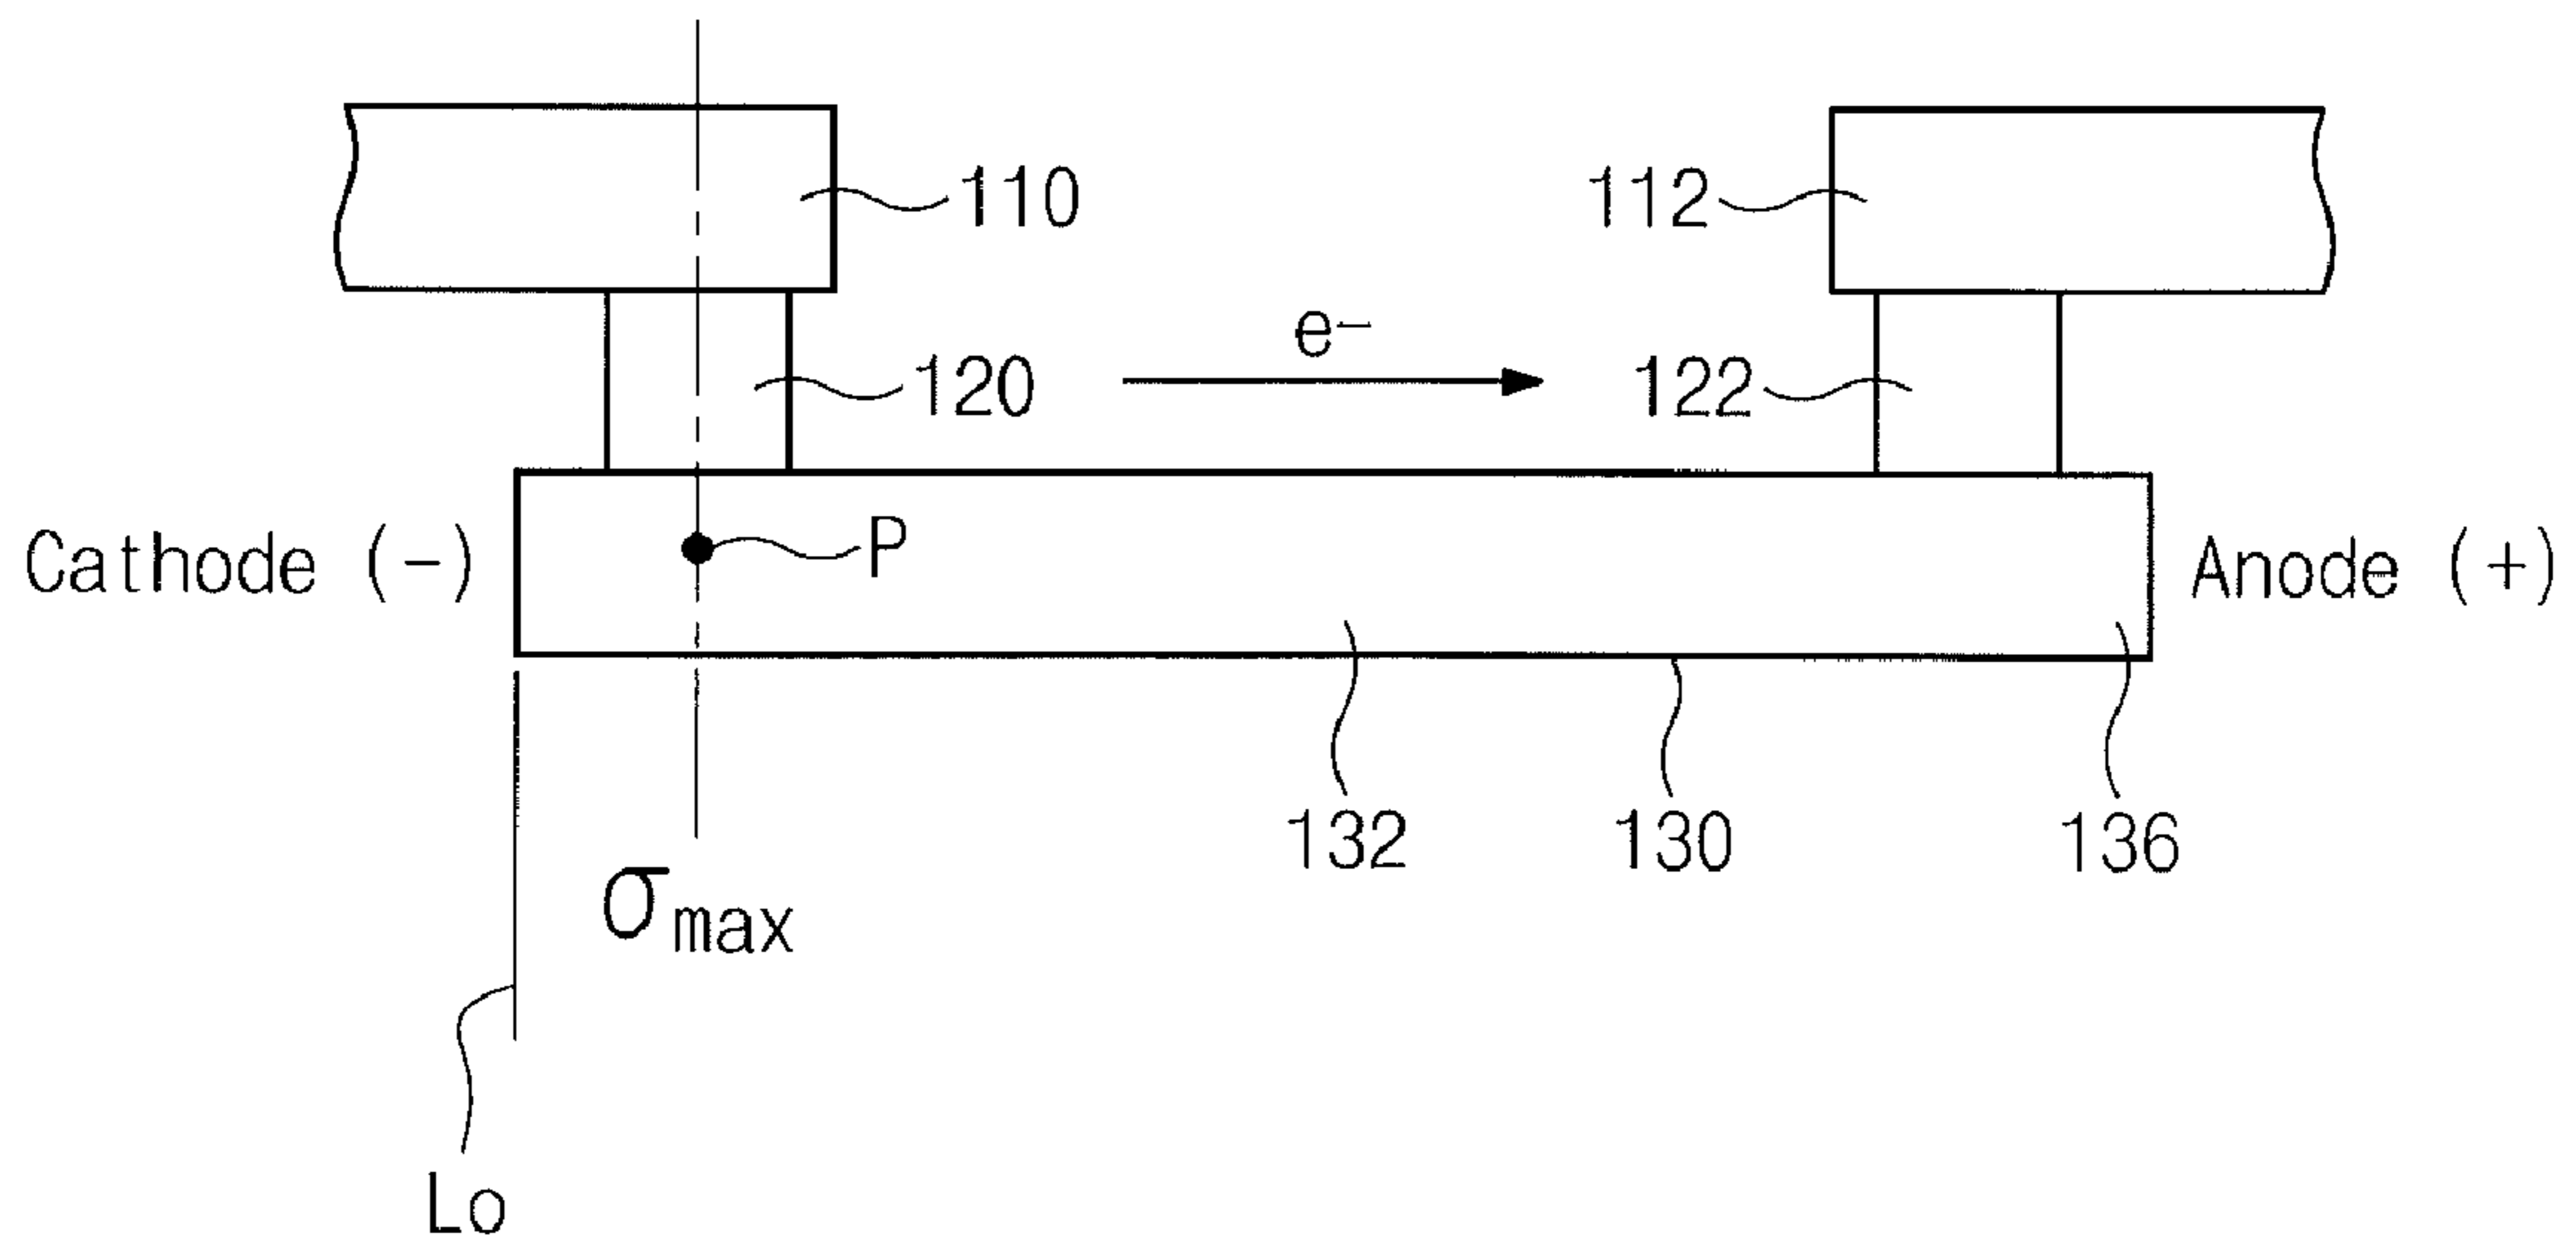 110
112
e⁻
120
122
Cathode (-)
P
Anode (+)
132
130
136
σmax
Lo